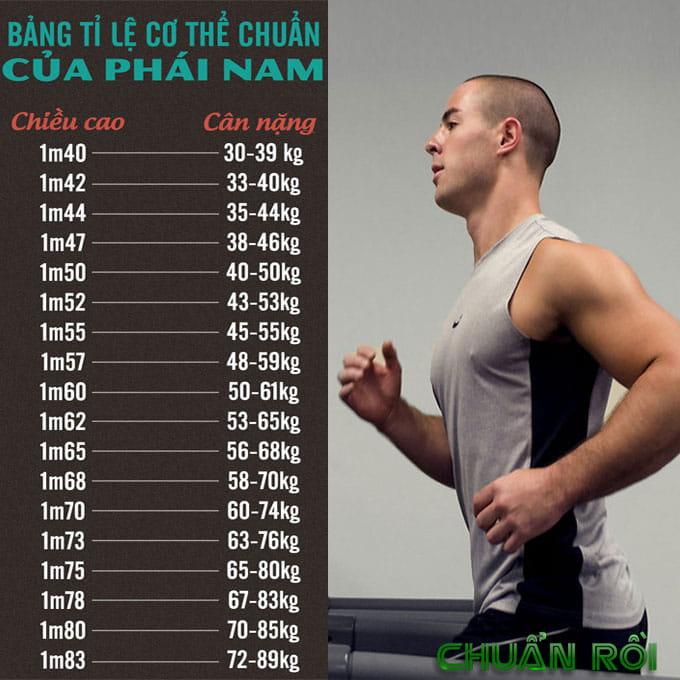 BẢNG TỈ LỆ CƠ THỂ CHUẨN
CỦA PHÁI NAM
Chiều cao Cân nặng
1m40 30-39 kg
1m42 33-40kg
1m44 35-44kg
1m47 38-46kg
1m50 40-50kg
1m52 43-53kg
1m55 45-55kg
1m57 48-59kg
1m60 50-61kg
1m62 53-65kg
1m65 56-68kg
1m68 58-70kg
1m70 60-74kg
1m73 63-76kg
1m75 65-80kg
1m78 67-83kg
1m80 70-85kg
1m83 72-89kg
CHUẨN RỒI